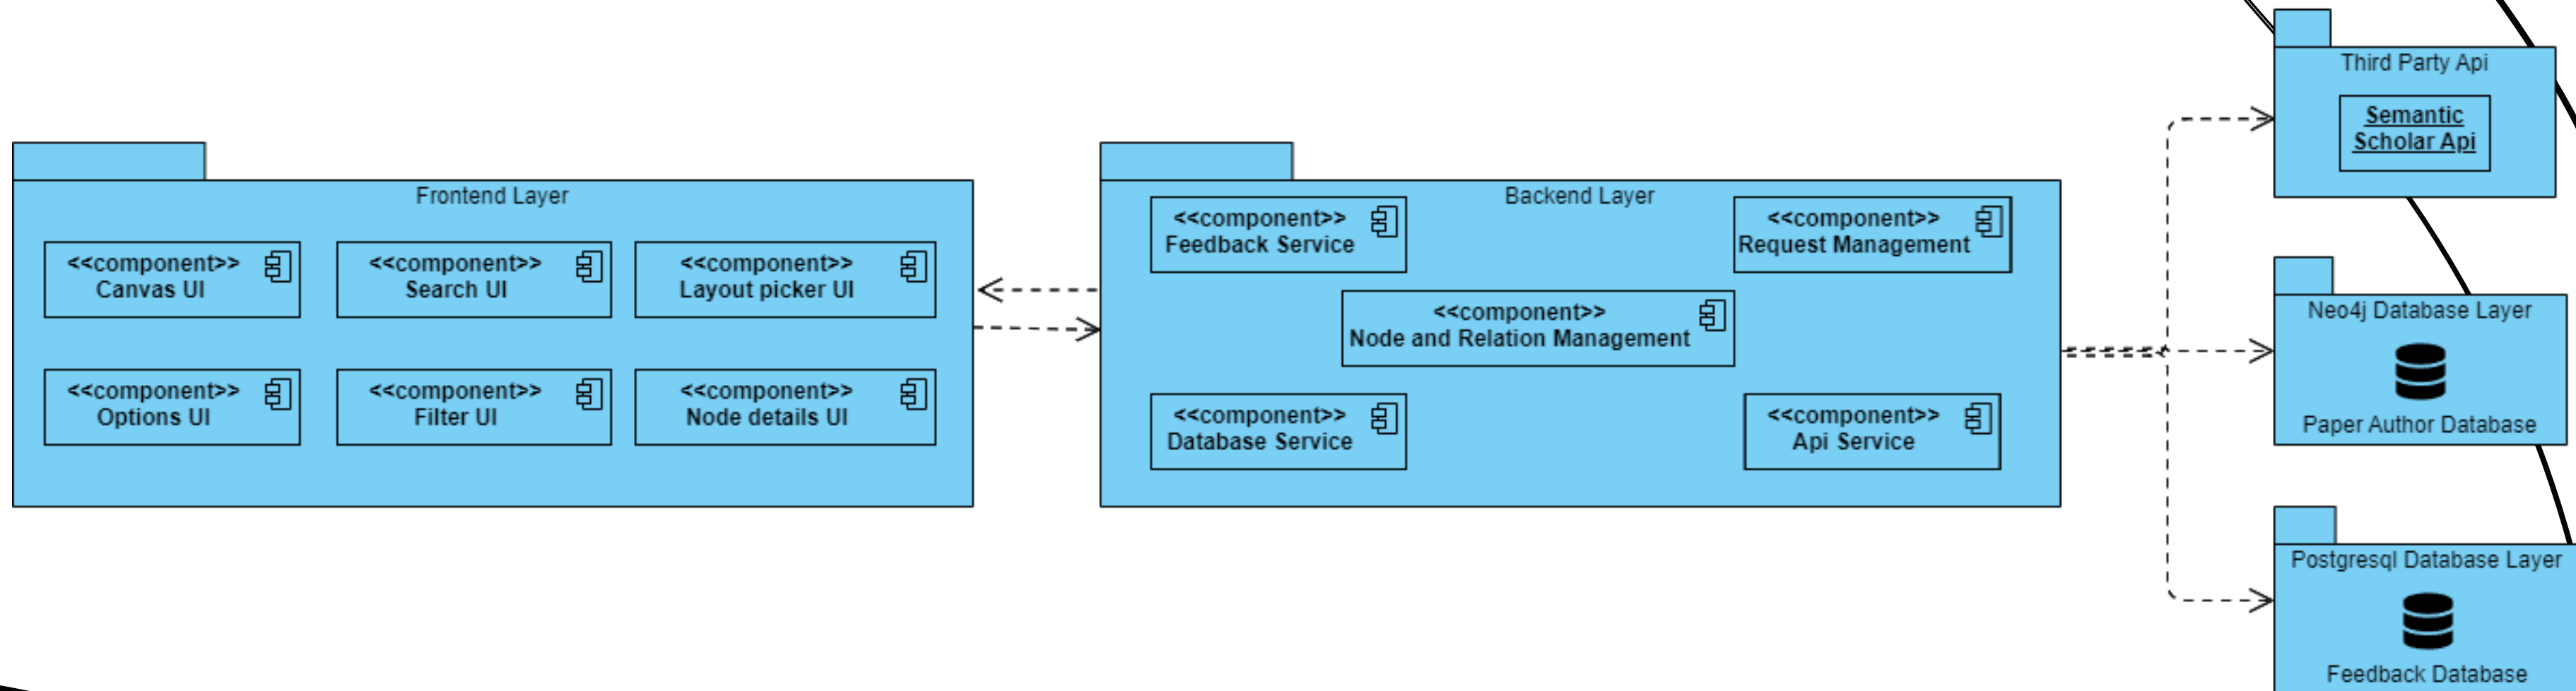 Frontend Layer
<<component>>
Canvas UI
<<component>>
Search UI
<<component>>
Layout picker UI
<<component>>
Options UI
<<component>>
Filter UI
<<component>>
Node details UI
Backend Layer
<<component>>
Feedback Service
<<component>>
Request Management
<<component>>
Node and Relation Management
<<component>>
Database Service
<<component>>
Api Service
Third Party Api
Semantic
Scholar Api
Neo4j Database Layer
Paper Author Database
Postgresql Database Layer
Feedback Database